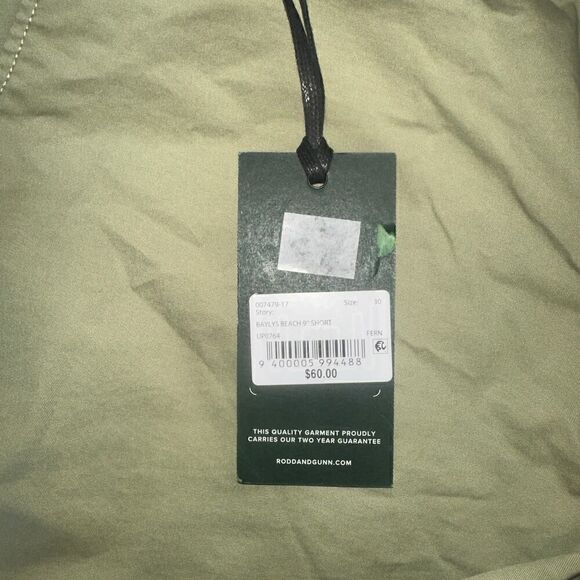 007479-17 Size: 30
Story:
BAYLYS BEACH 9" SHORT
UP0764 FERN
9 400005 994488
$60.00
THIS QUALITY GARMENT PROUDLY
CARRIES OUR TWO YEAR GUARANTEE
RODDANDGUNN.COM